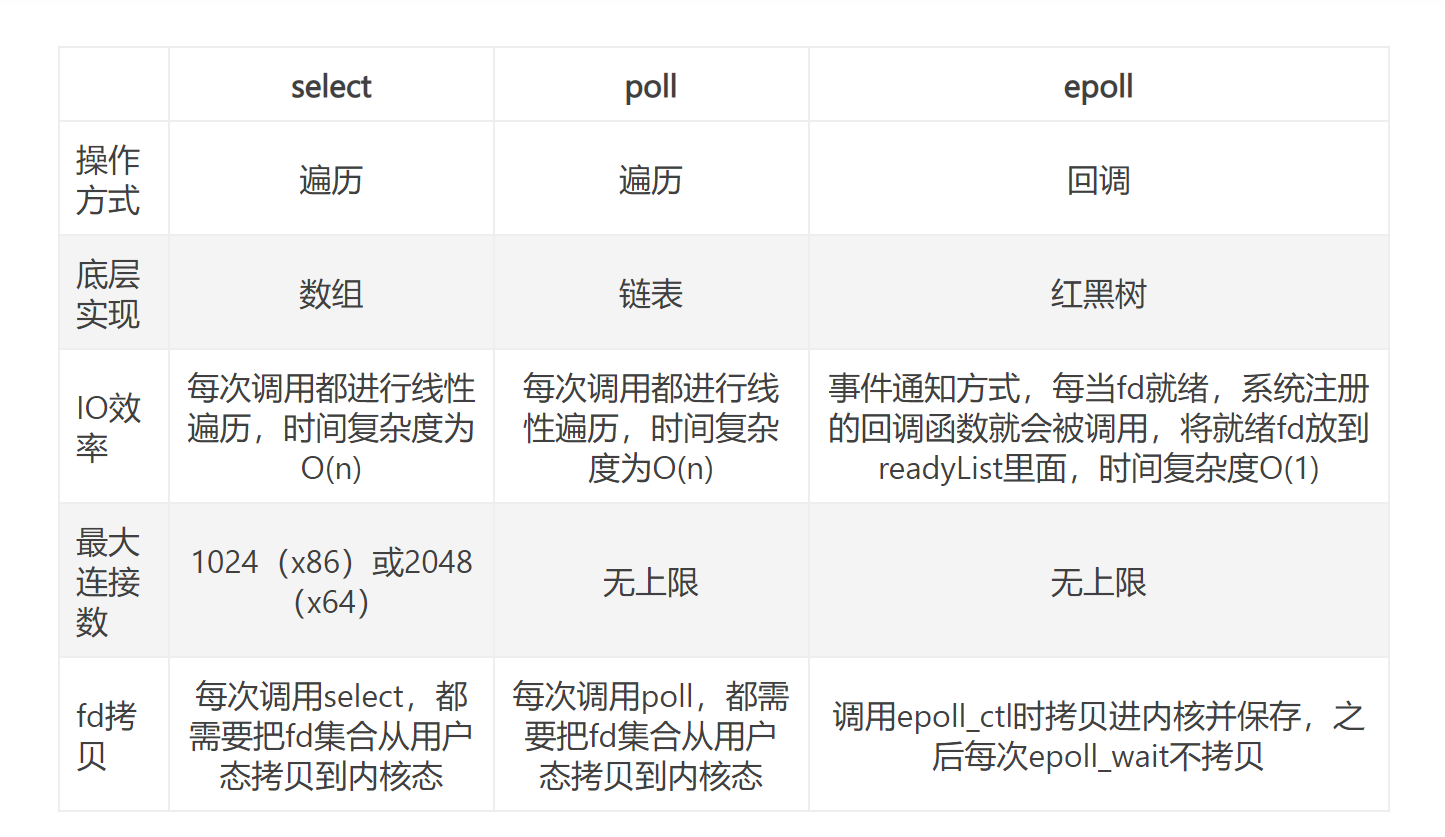 select
poll
epoll
操作
方式
遍历
遍历
回调
底层
实现
数组
链表
红黑树
IO效
率
每次调用都进行线性
遍历，时间复杂度为
O(n)
每次调用都进行线
性遍历，时间复杂
度为O(n)
事件通知方式，每当fd就绪，系统注册
的回调函数就会被调用，将就绪fd放到
readyList里面，时间复杂度O(1)
最大
连接
数
1024（x86）或2048
（x64）
无上限
无上限
fd拷
贝
每次调用select，都
需要把fd集合从用户
态拷贝到内核态
每次调用poll，都需
要把fd集合从用户
态拷贝到内核态
调用epoll_ctl时拷贝进内核并保存，之
后每次epoll_wait不拷贝